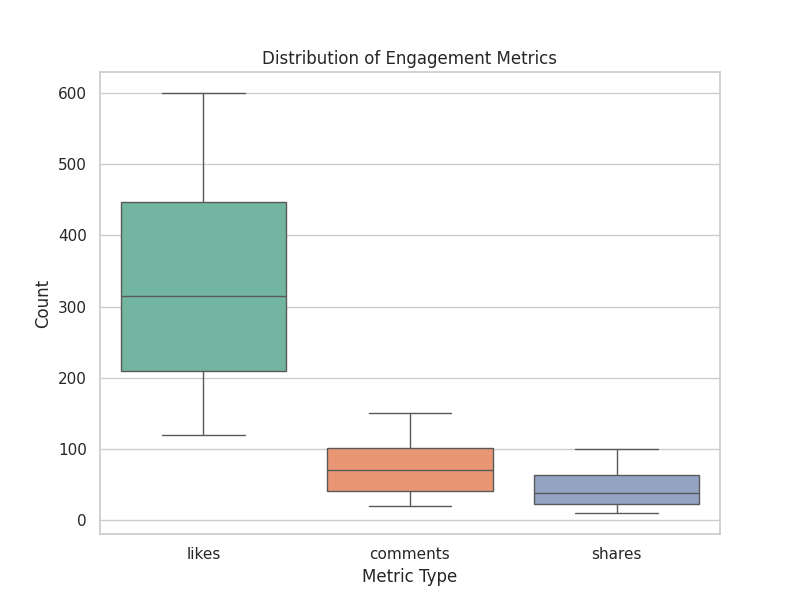 Distribution of Engagement Metrics
600
500
400
300
200
100
0
Count
likes comments shares
Metric Type